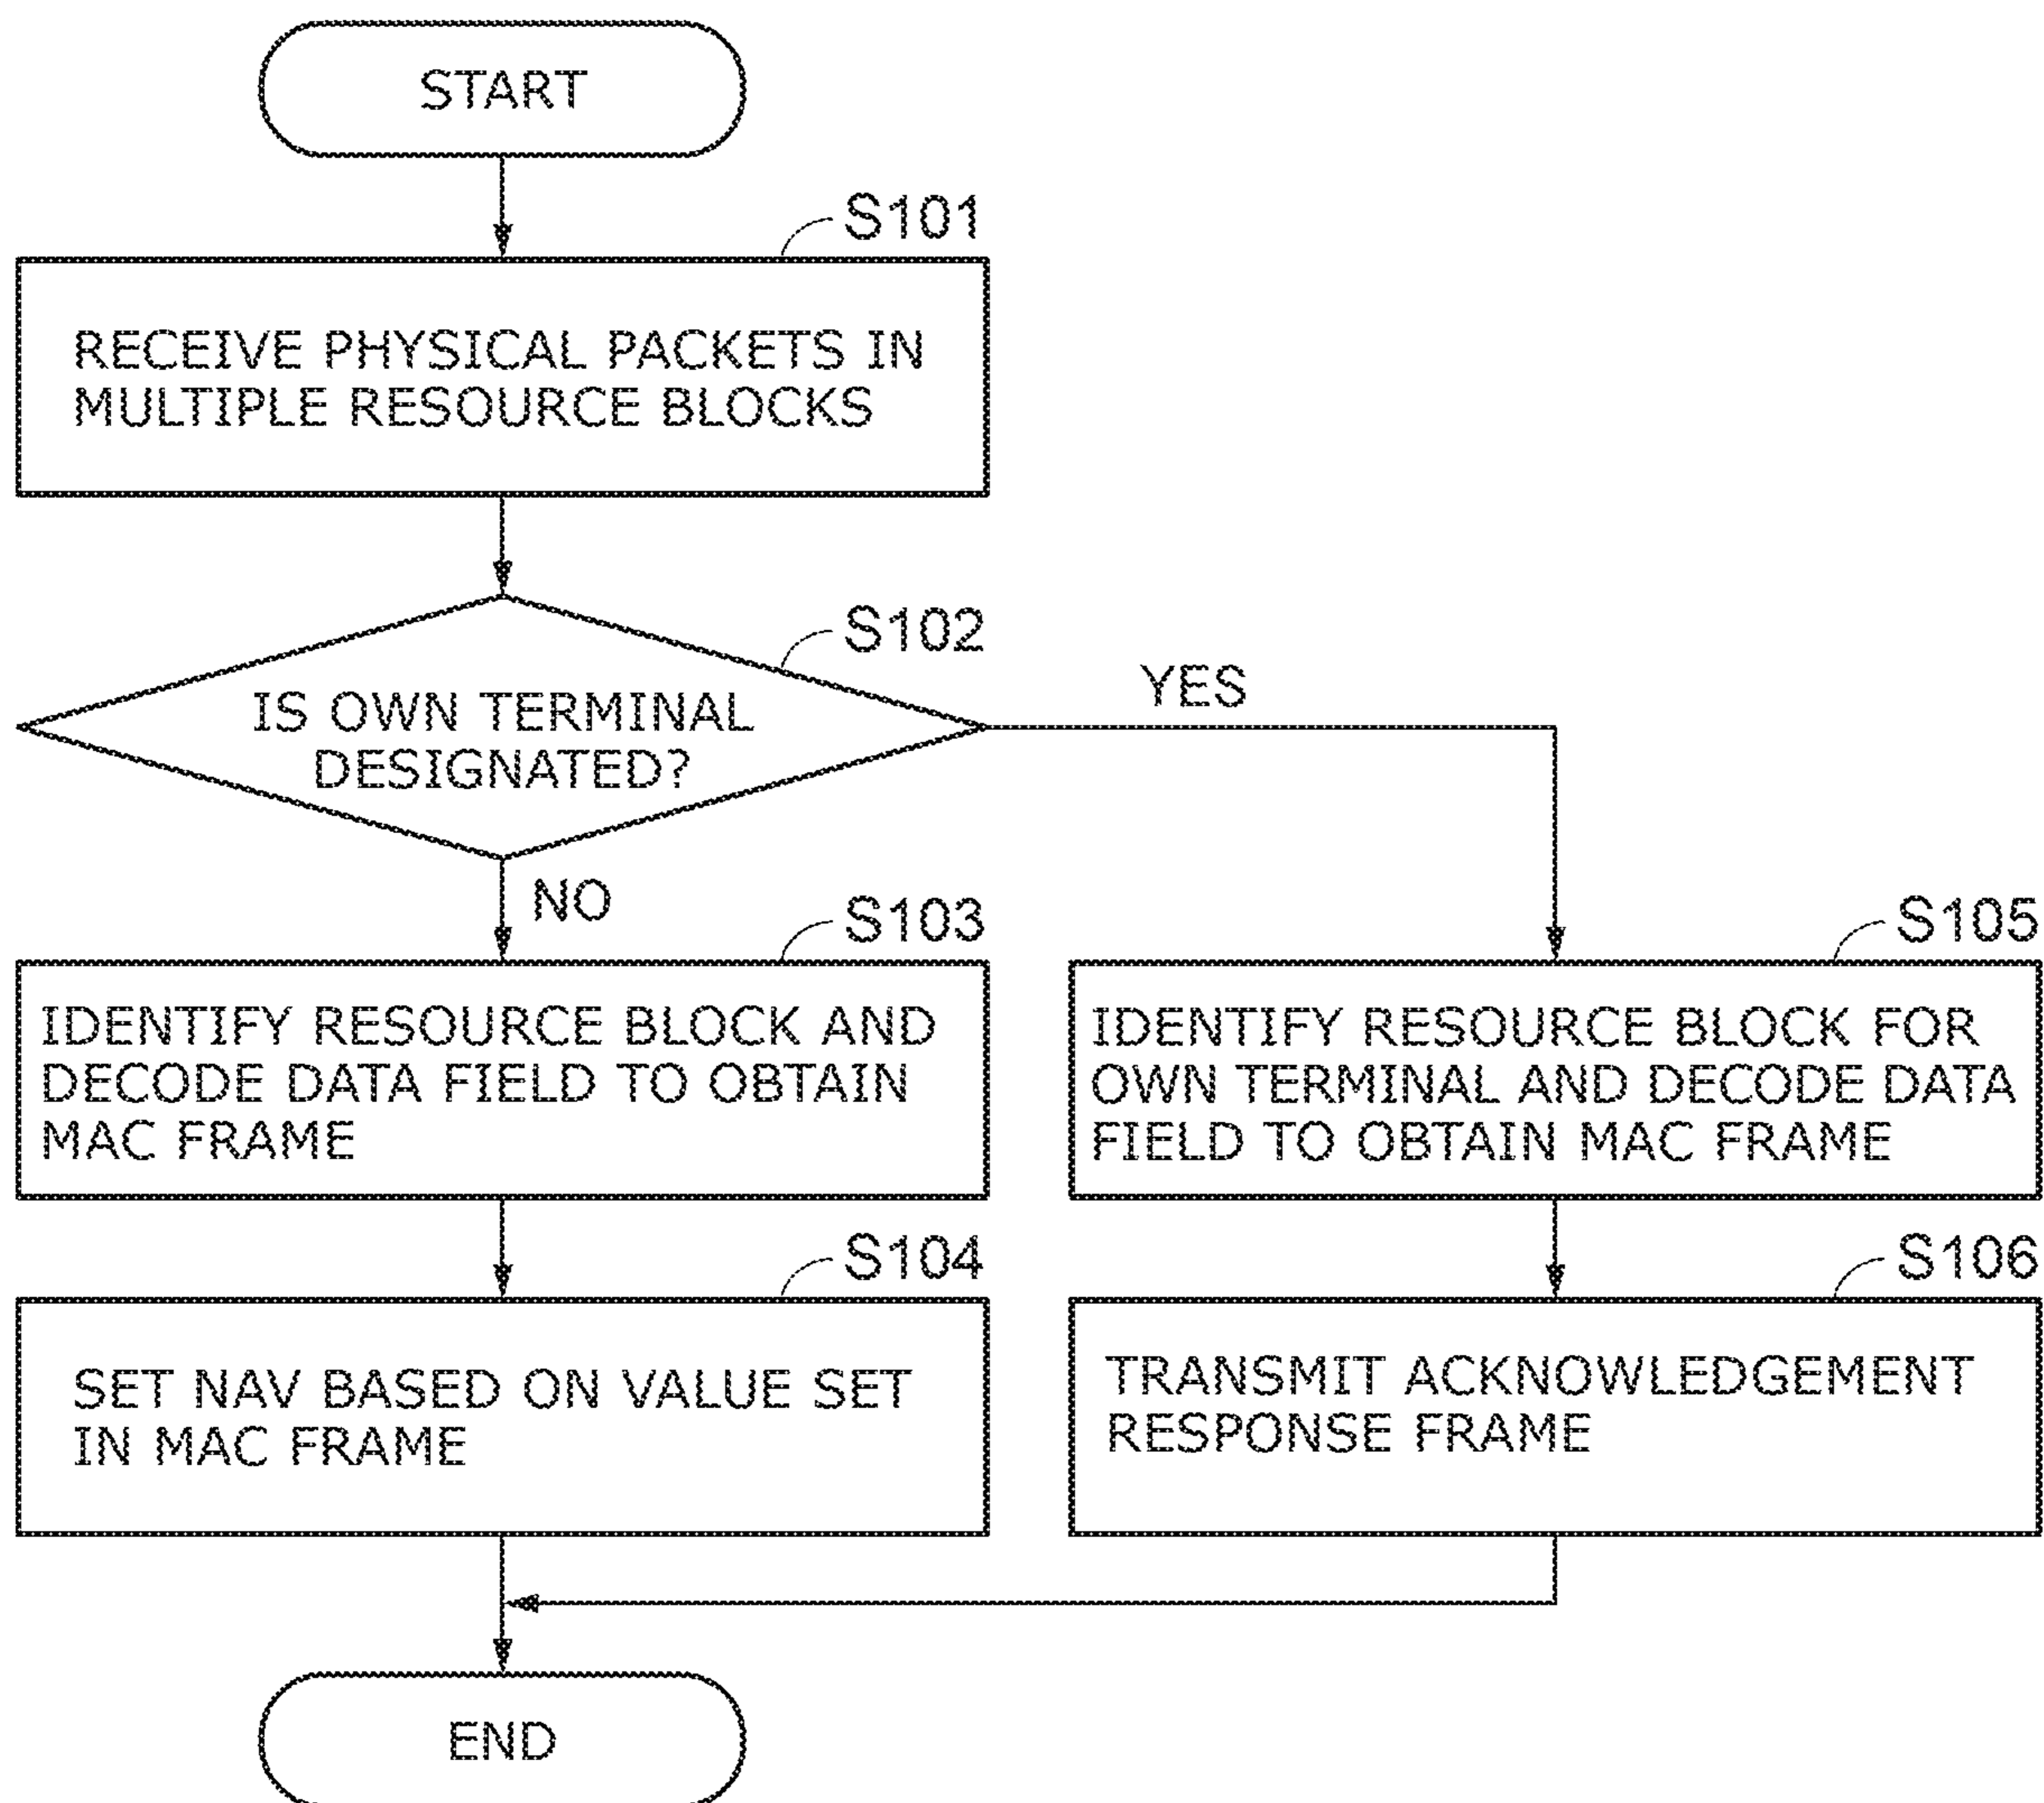 START
S101
RECEIVE PHYSICAL PACKETS IN
MULTIPLE RESOURCE BLOCKS
S102
IS OWN TERMINAL
DESIGNATED?
YES
NO
S103
IDENTIFY RESOURCE BLOCK AND
DECODE DATA FIELD TO OBTAIN
MAC FRAME
S105
IDENTIFY RESOURCE BLOCK FOR
OWN TERMINAL AND DECODE DATA
FIELD TO OBTAIN MAC FRAME
S104
SET NAV BASED ON VALUE SET
IN MAC FRAME
S106
TRANSMIT ACKNOWLEDGEMENT
RESPONSE FRAME
END